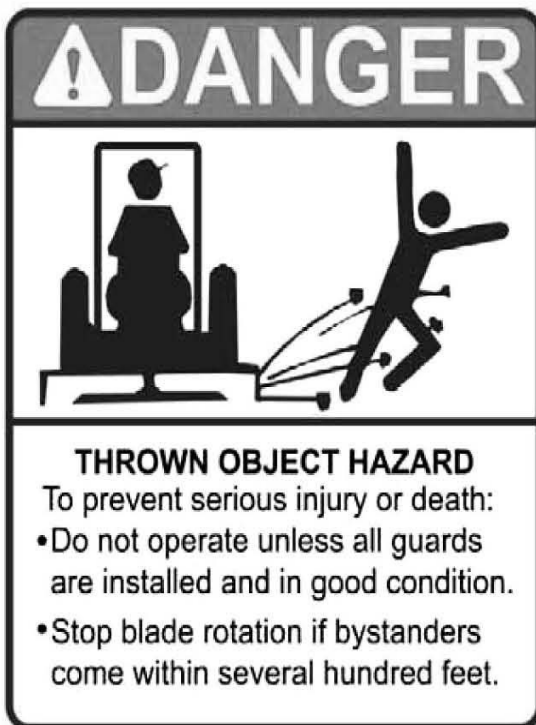 DANGER
THROWN OBJECT HAZARD
To prevent serious injury or death:
•Do not operate unless all guards
are installed and in good condition.
•Stop blade rotation if bystanders
come within several hundred feet.